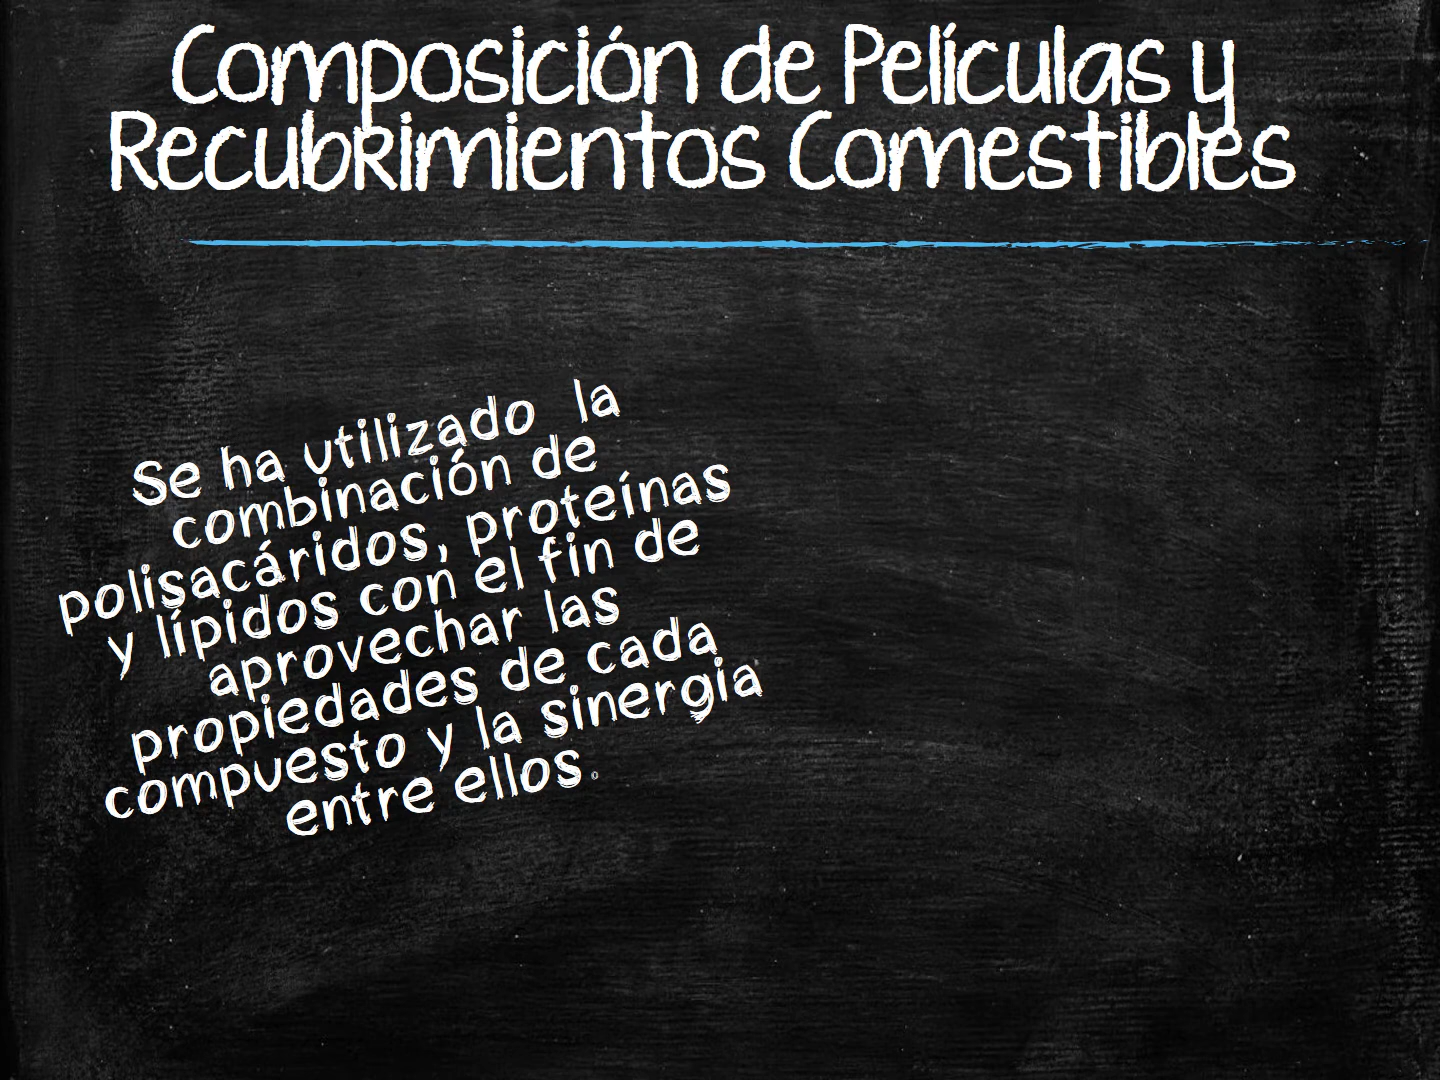 Composición de Películas y
Recubrimientos Comestibles
Se ha utilizado la
combinación de
polisacáridos, proteínas
y lípidos con el fin de
aprovechar las
propiedades de cada
compuesto y la sinergia
entre ellos.